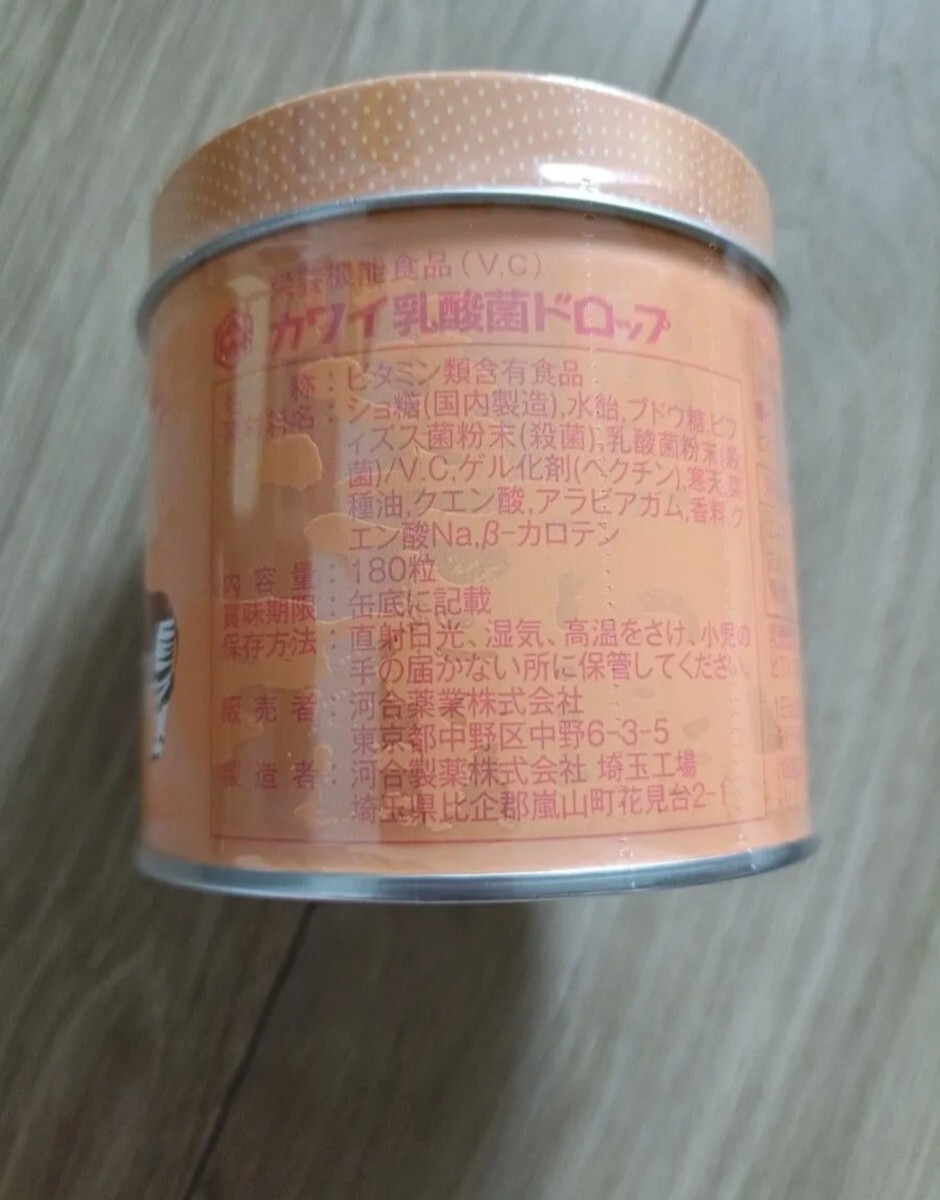 栄養機能食品(V.C)
カワイ乳酸菌ドロップ
名称：ビタミン類含有食品
原材料名：ショ糖(国内製造),水飴,ブドウ糖,ビフ
ィズス菌粉末(殺菌),乳酸菌粉末(殺
菌)/V.C,ゲル化剤(ペクチン),寒天,菜
種油,クエン酸,アラビアガム,香料,ク
エン酸Na,β-カロテン
内容量：180粒
賞味期限：缶底に記載
保存方法：直射日光、湿気、高温をさけ、小児の
手の届かない所に保管してください。
販売者：河合薬業株式会社
東京都中野区中野6-3-5
製造者：河合製薬株式会社 埼玉工場
埼玉県比企郡嵐山町花見台2-1